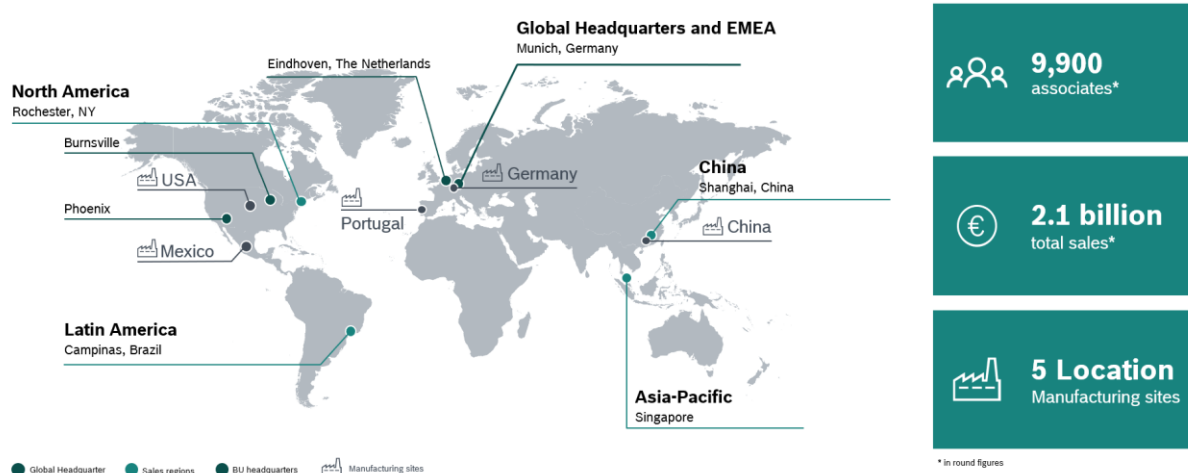 Global Headquarters and EMEA
Munich, Germany
Eindhoven, The Netherlands
North America
Rochester, NY
Burnsville
USA
Phoenix
Mexico
Portugal
Germany
China
Shanghai, China
China
Latin America
Campinas, Brazil
Asia-Pacific
Singapore
Global Headquarter
Sales regions
BU headquarters
Manufacturing sites
9,900
associates*
€
2.1 billion
total sales*
5 Location
Manufacturing sites
* in round figures